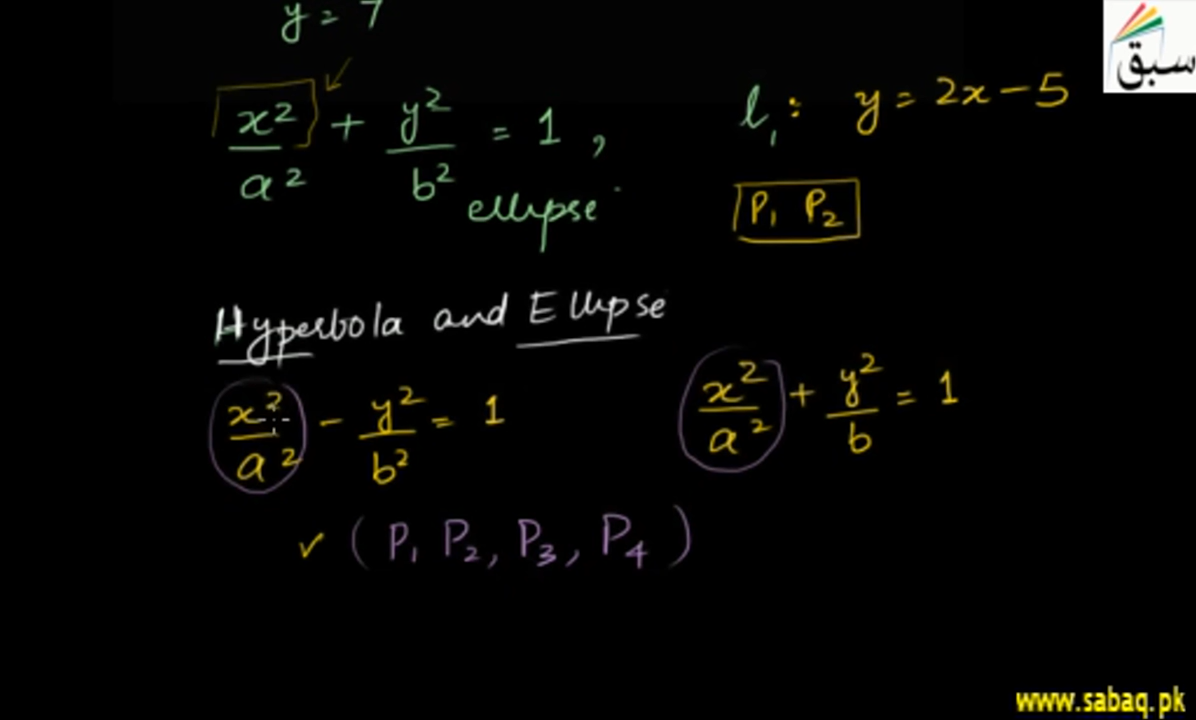 y = 7
x²/a² + y²/b² = 1 , ellipse
l₁ : y = 2x - 5
P₁ P₂
Hyperbola and Ellipse
x²/a² - y²/b² = 1
x²/a² + y²/b = 1
✓ ( P₁ P₂, P₃, P₄ )
سبق
www.sabaq.pk